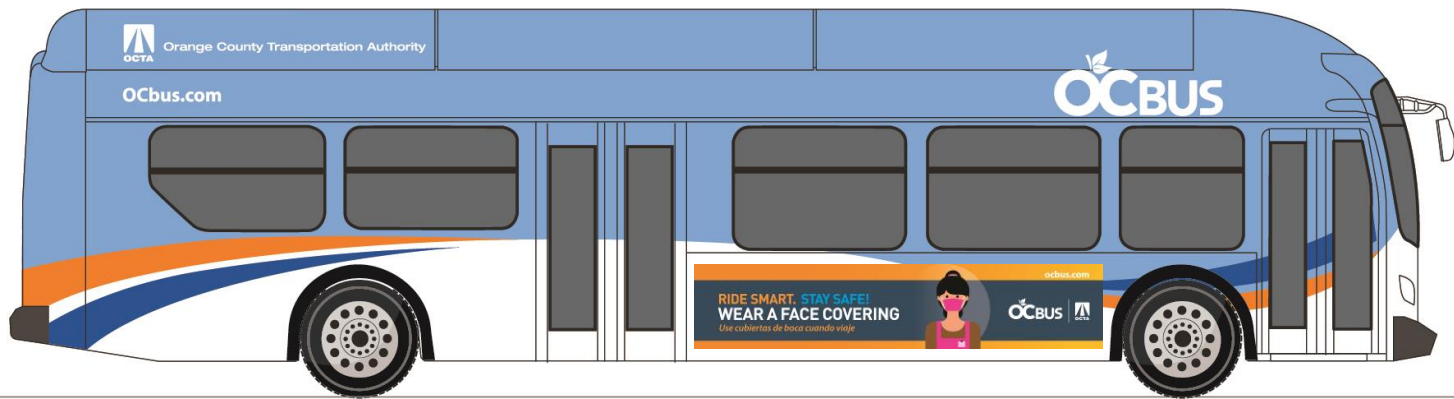 OCTA
Orange County Transportation Authority
OCbus.com
OCBUS
ocbus.com
RIDE SMART. STAY SAFE!
WEAR A FACE COVERING
Use cubiertas de boca cuando viaje
OCBUS
OCTA